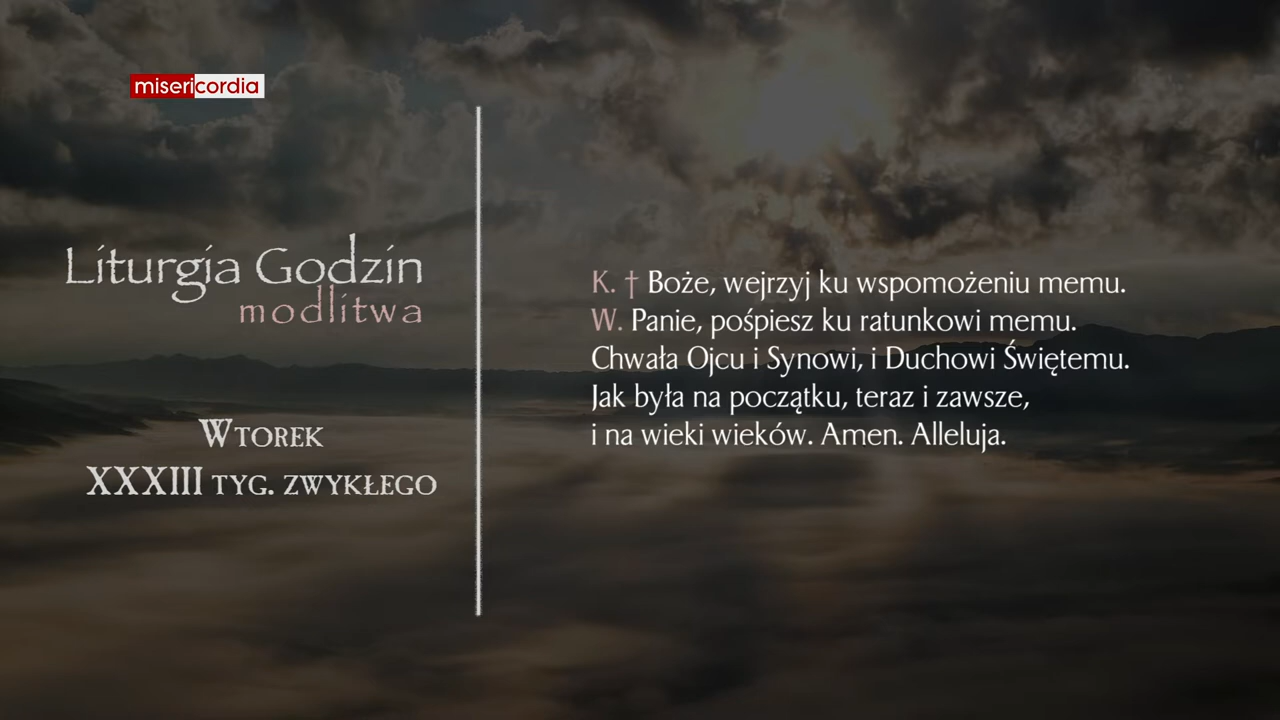 misericordia
Liturgia Godzin
modlitwa
Wtorek
XXXIII tyg. zwykłego
K. † Boże, wejrzyj ku wspomożeniu memu.
W. Panie, pośpiesz ku ratunkowi memu.
Chwała Ojcu i Synowi, i Duchowi Świętemu.
Jak była na początku, teraz i zawsze,
i na wieki wieków. Amen. Alleluja.